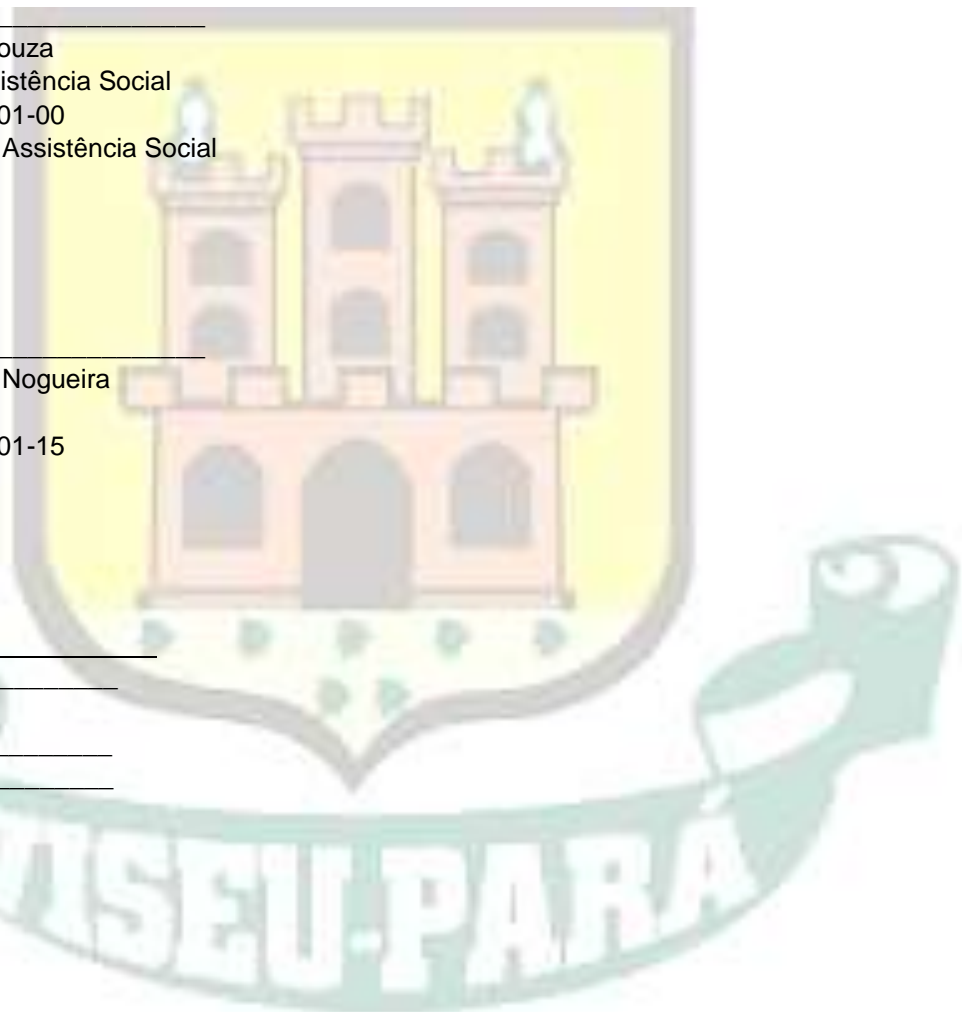 ouza
istência Social
01-00
Assistência Social
Nogueira
01-15
VISEU-PARÁ